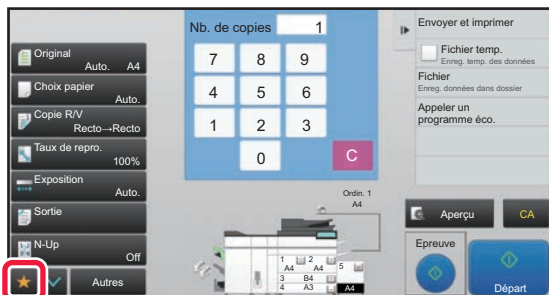 Original
Auto. A4
Choix papier
Auto.
Copie R/V
Recto→Recto
Taux de repro.
100%
Exposition
Auto.
Sortie
N-Up
Off
Autres
Nb. de copies 1
7 8 9
4 5 6
1 2 3
0 C
Ordin. 1
A4
1 2 5
A4 A4
3 B4
4 A3 A4
Envoyer et imprimer
Fichier temp.
Enreg. temp. des données
Fichier
Enreg. données dans dossier
Appeler un
programme éco.
Aperçu CA
Epreuve
Départ